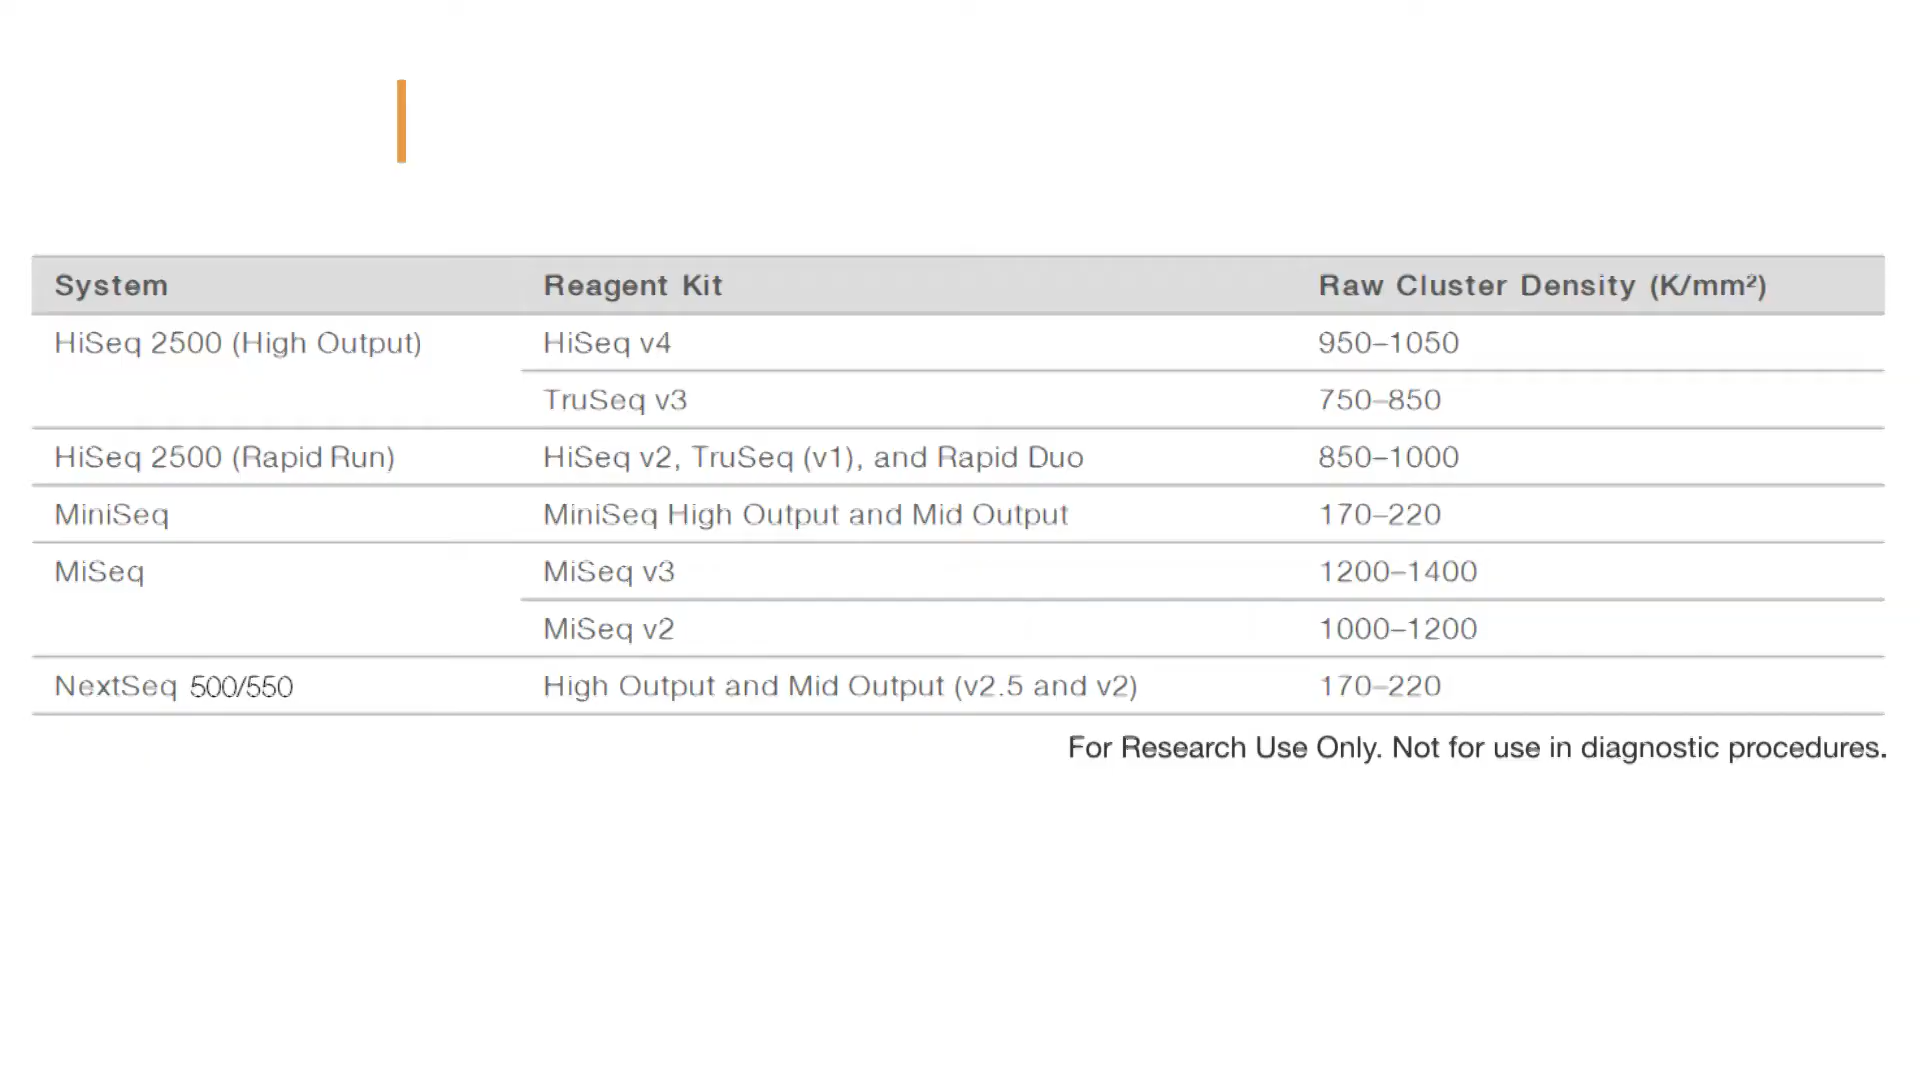 System Reagent Kit Raw Cluster Density (K/mm²)
HiSeq 2500 (High Output) HiSeq v4 950–1050
TruSeq v3 750–850
HiSeq 2500 (Rapid Run) HiSeq v2, TruSeq (v1), and Rapid Duo 850–1000
MiniSeq MiniSeq High Output and Mid Output 170–220
MiSeq MiSeq v3 1200–1400
MiSeq v2 1000–1200
NextSeq 500/550 High Output and Mid Output (v2.5 and v2) 170–220
For Research Use Only. Not for use in diagnostic procedures.